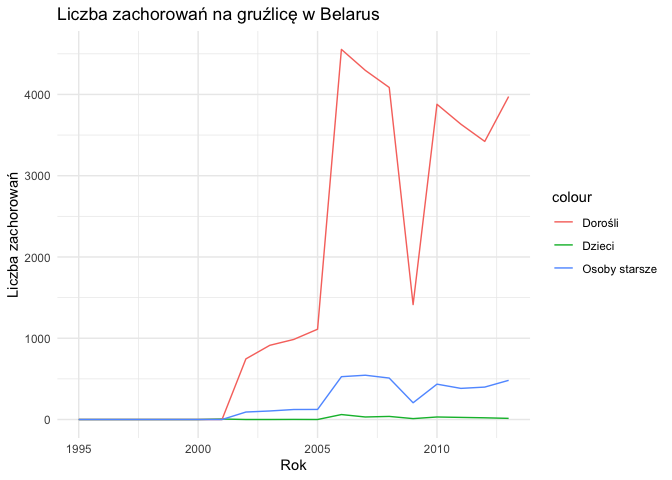 Liczba zachorowań na gruźlicę w Belarus
Liczba zachorowań
4000
3000
2000
1000
0
1995
2000
2005
2010
Rok
colour
Dorośli
Dzieci
Osoby starsze